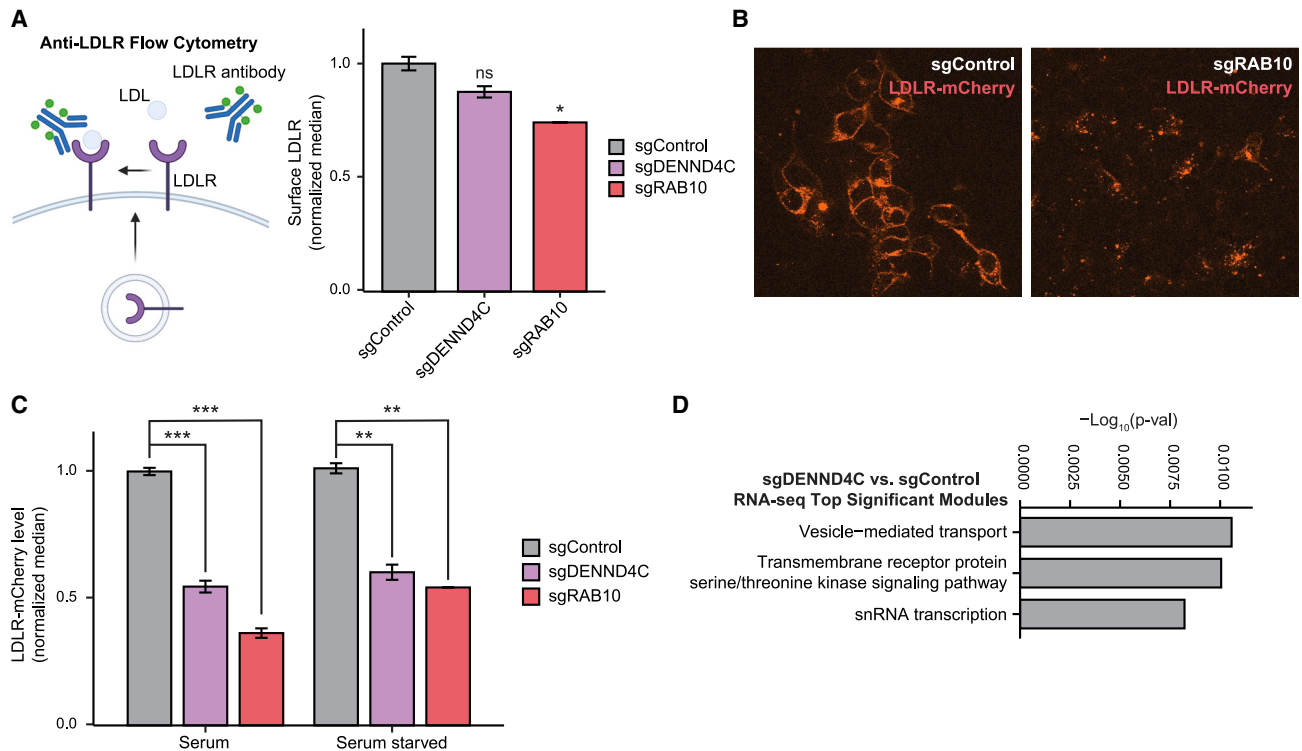 A
Anti-LDLR Flow Cytometry
LDLR antibody
LDL
LDLR
Surface LDLR
(normalized median)
1.0
0.5
0.0
ns
*
sgControl
sgDENND4C
sgRAB10
sgControl
sgDENND4C
sgRAB10
B
sgControl
LDLR-mCherry
sgRAB10
LDLR-mCherry
C
LDLR-mCherry level
(normalized median)
1.0
0.5
0.0
***
***
**
**
Serum
Serum starved
sgControl
sgDENND4C
sgRAB10
D
−Log10(p-val)
0.0000
0.0025
0.0050
0.0075
0.0100
sgDENND4C vs. sgControl
RNA-seq Top Significant Modules
Vesicle−mediated transport
Transmembrane receptor protein
serine/threonine kinase signaling pathway
snRNA transcription